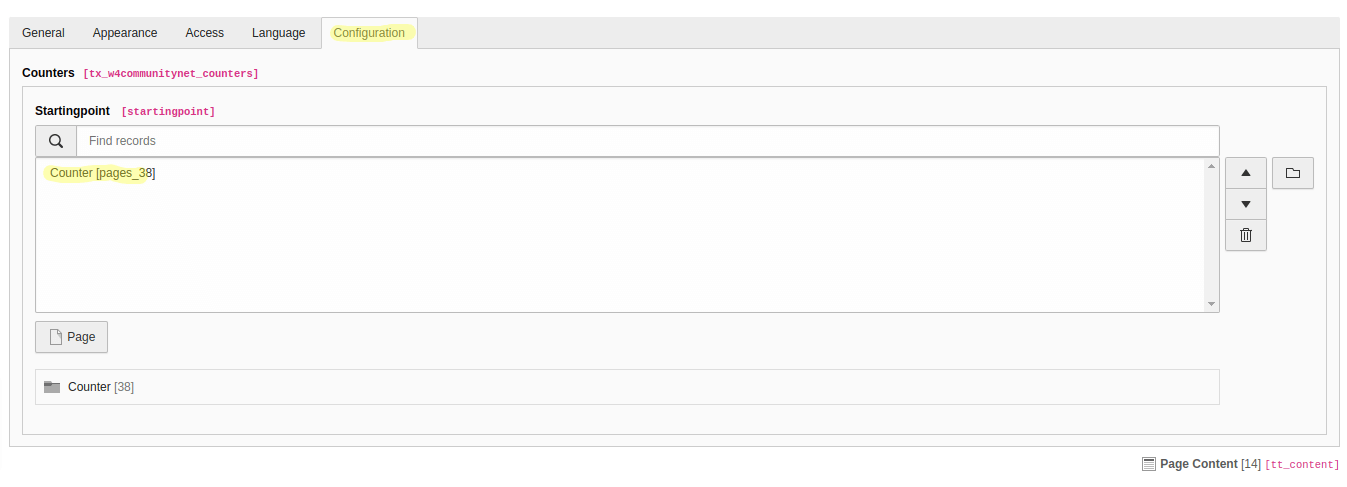 General Appearance Access Language Configuration
Counters [tx_w4communitynet_counters]
Startingpoint [startingpoint]
Find records
Counter [pages_38]
Page
Counter [38]
Page Content [14] [tt_content]